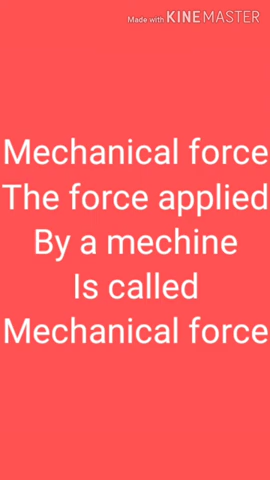 Made with KINEMASTER
Mechanical force
The force applied
By a mechine
Is called
Mechanical force